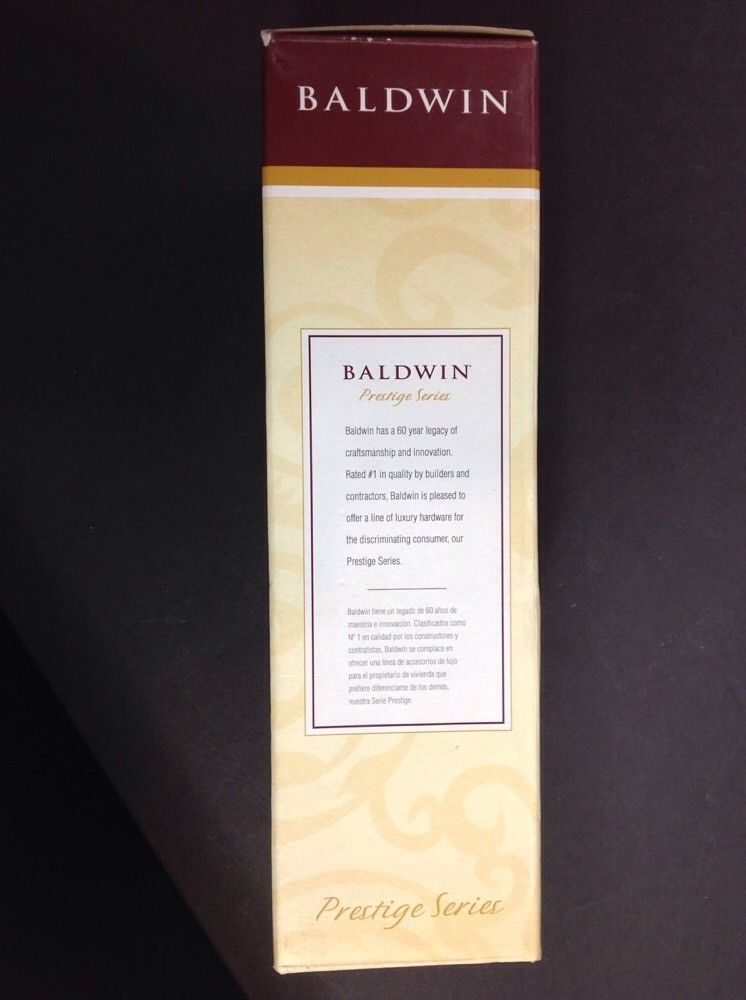 BALDWIN
BALDWIN
Prestige Series
Baldwin has a 60 year legacy of
craftsmanship and innovation.
Rated #1 in quality by builders and
contractors, Baldwin is pleased to
offer a line of luxury hardware for
the discriminating consumer, our
Prestige Series.
Baldwin tiene un legado de 60 años de
maestría e innovación. Clasificados como
Nº 1 en calidad por los constructores y
contratistas, Baldwin se complace en
ofrecer una línea de accesorios de lujo
para el propietario de vivienda que
prefiere diferenciarse de los demás,
nuestra Serie Prestige.
Prestige Series